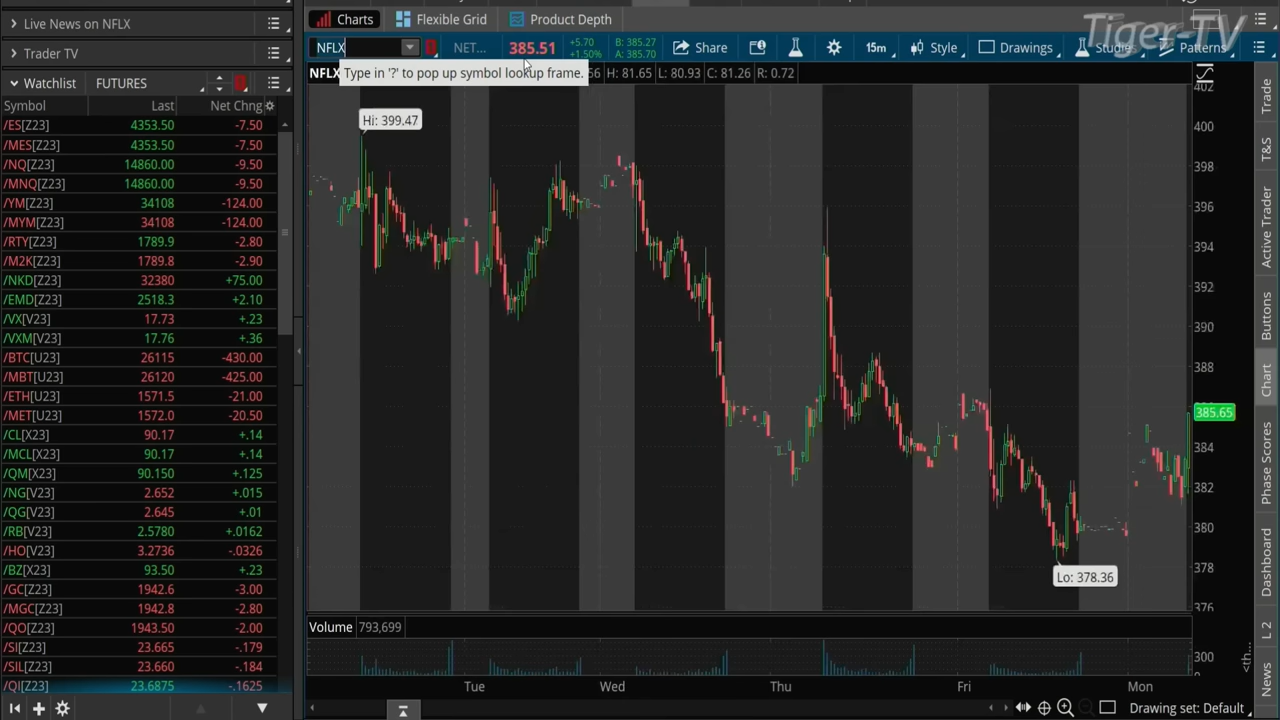 Live News on NFLX
Trader TV
Watchlist FUTURES
Symbol Last Net Chng
/ES[Z23] 4353.50 -7.50
/MES[Z23] 4353.50 -7.50
/NQ[Z23] 14860.00 -9.50
/MNQ[Z23] 14860.00 -9.50
/YM[Z23] 34108 -124.00
/MYM[Z23] 34108 -124.00
/RTY[Z23] 1789.9 -2.80
/M2K[Z23] 1789.8 -2.90
/NKD[Z23] 32380 +75.00
/EMD[Z23] 2518.3 +2.10
/VX[V23] 17.73 +.23
/VXM[V23] 17.76 +.36
/BTC[U23] 26115 -430.00
/MBT[U23] 26120 -425.00
/ETH[U23] 1571.5 -21.00
/MET[U23] 1572.0 -20.50
/CL[X23] 90.17 +.14
/MCL[X23] 90.17 +.14
/QM[X23] 90.150 +.125
/NG[V23] 2.652 +.015
/QG[V23] 2.645 +.01
/RB[V23] 2.5780 +.0162
/HO[V23] 3.2736 -.0326
/BZ[X23] 93.50 +.23
/GC[Z23] 1942.6 -3.00
/MGC[Z23] 1942.8 -2.80
/QO[Z23] 1943.50 -2.00
/SI[Z23] 23.665 -.179
/SIL[Z23] 23.660 -.184
/QI[Z23] 23.6875 -.1625
Charts Flexible Grid Product Depth
Tiger-TV
NFLX NET... 385.51 +5.70 B: 385.27 Share 15m Style Drawings Studies Patterns
+1.50% A: 385.70
NFLX Type in '?' to pop up symbol lookup frame. 56 H: 81.65 L: 80.93 C: 81.26 R: 0.72
402
Hi: 399.47
400
398
396
394
392
390
388
385.65
384
382
380
378
Lo: 378.36
376
Volume 793,699
300
Tue Wed Thu Fri Mon
Drawing set: Default
Trade
T&S
Active Trader
Buttons
Chart
Phase Scores
Dashboard
L 2
News